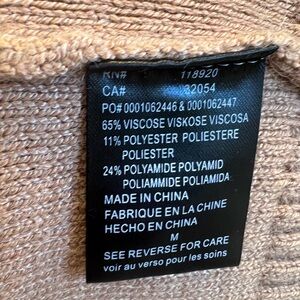 RN# 118920
CA# 32054
PO# 0001062446 & 0001062447
65% VISCOSE VISKOSE VISCOSA
11% POLYESTER POLIESTERE
POLIESTER
24% POLYAMIDE POLYAMID
POLIAMMIDE POLIAMIDA
MADE IN CHINA
FABRIQUE EN LA CHINE
HECHO EN CHINA
M
SEE REVERSE FOR CARE
voir au verso pour les soins